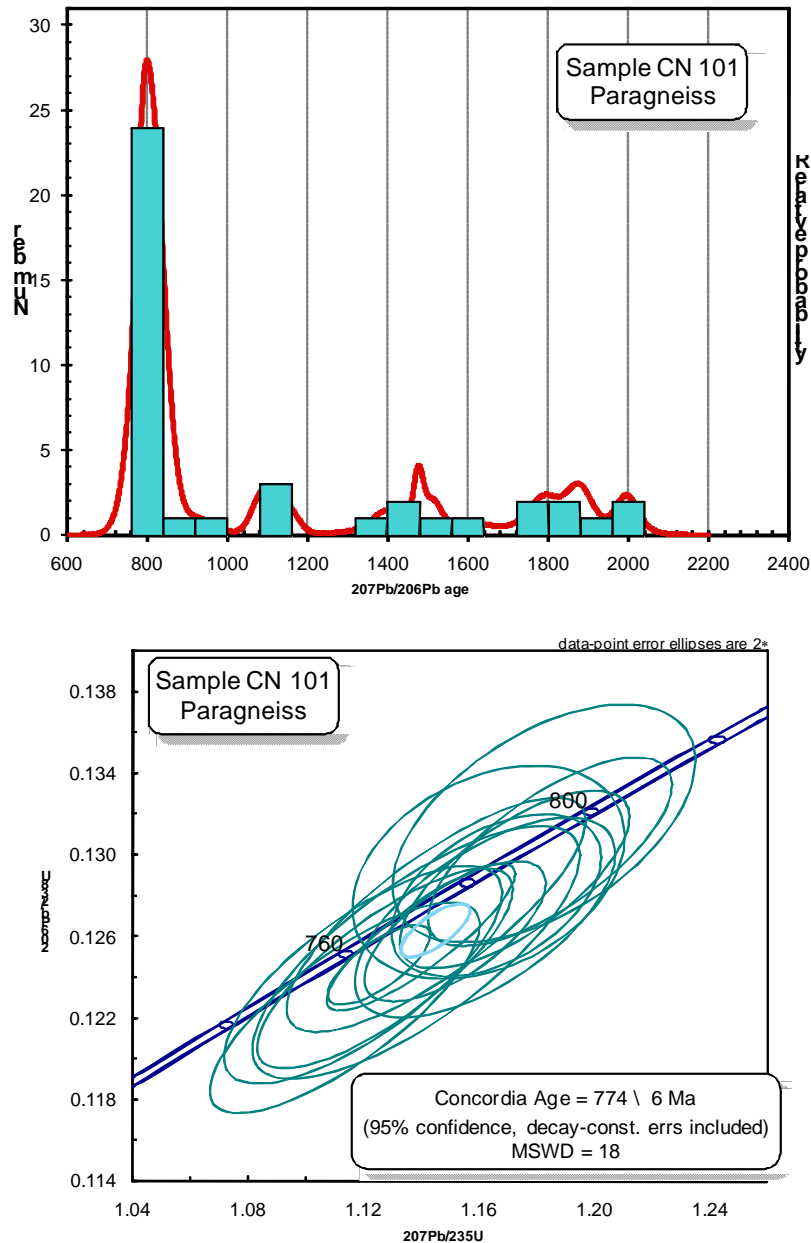 30
25
20
15
10
5
0
Number
Sample CN 101
Paragneiss
600 800 1000 1200 1400 1600 1800 2000 2200 2400
207Pb/206Pb age
data-point error ellipses are 2*
Sample CN 101
Paragneiss
0.138
0.134
0.130
0.126
0.122
0.118
0.114
800
760
Concordia Age = 774 \ 6 Ma
(95% confidence, decay-const. errs included)
MSWD = 18
1.04 1.08 1.12 1.16 1.20 1.24
207Pb/235U